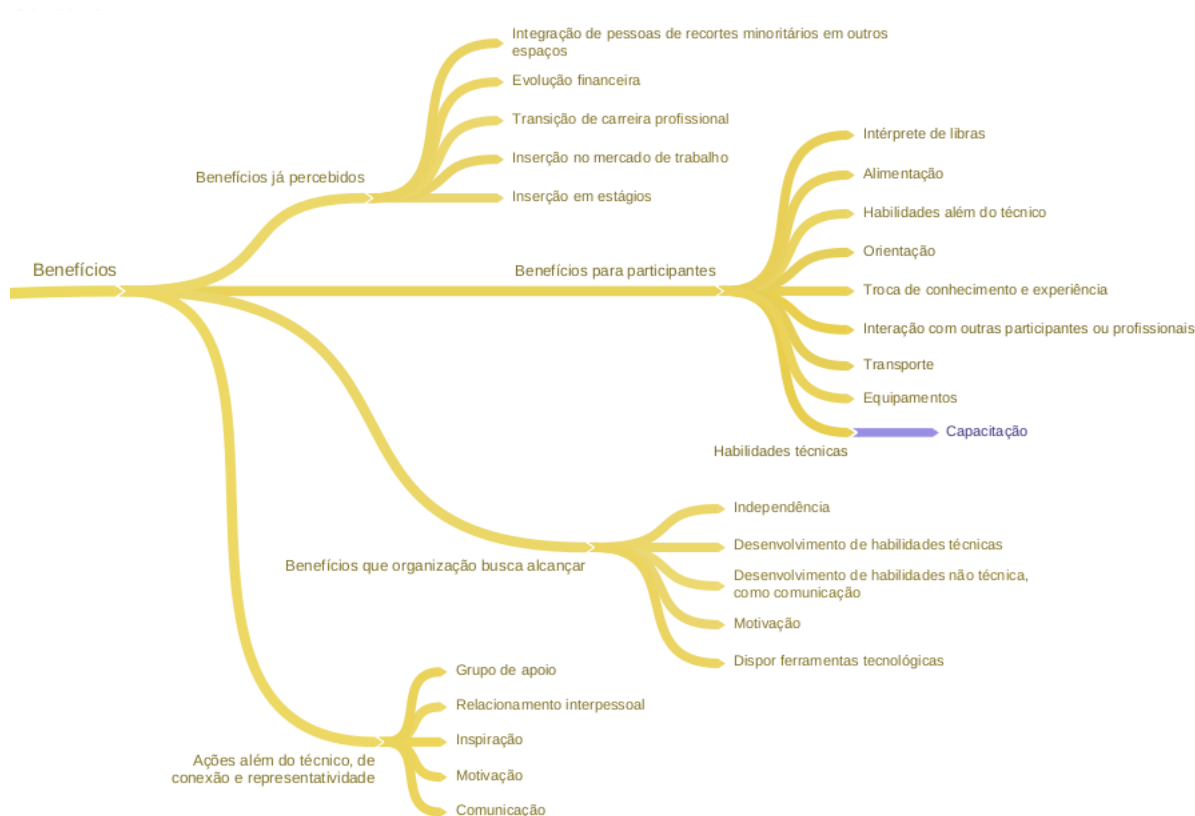 Integração de pessoas de recortes minoritários em outros
espaços
Evolução financeira
Transição de carreira profissional
Inserção no mercado de trabalho
Inserção em estágios
Benefícios já percebidos
Benefícios
Benefícios para participantes
Intérprete de libras
Alimentação
Habilidades além do técnico
Orientação
Troca de conhecimento e experiência
Interação com outras participantes ou profissionais
Transporte
Equipamentos
Habilidades técnicas
Capacitação
Benefícios que organização busca alcançar
Independência
Desenvolvimento de habilidades técnicas
Desenvolvimento de habilidades não técnica,
como comunicação
Motivação
Dispor ferramentas tecnológicas
Ações além do técnico, de
conexão e representatividade
Grupo de apoio
Relacionamento interpessoal
Inspiração
Motivação
Comunicação